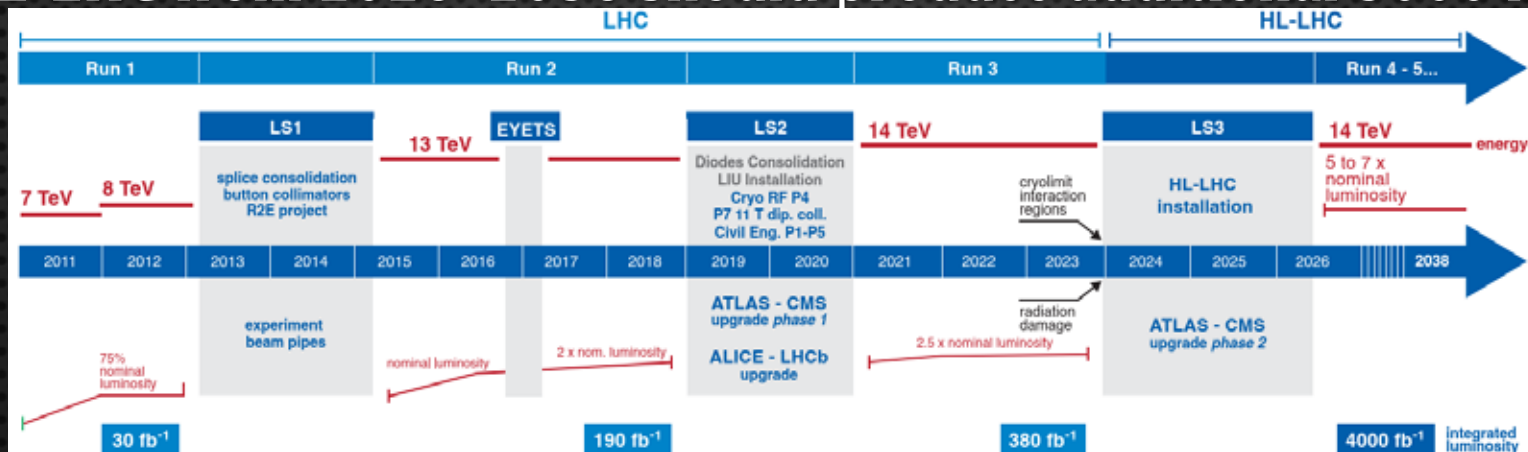 LHC
HL-LHC
Run 1
Run 2
Run 3
Run 4 - 5...
LS1
EYETS
LS2
LS3
7 TeV
8 TeV
13 TeV
14 TeV
14 TeV
energy
splice consolidation
button collimators
R2E project
Diodes Consolidation
LIU Installation
Cryo RF P4
P7 11 T dip. coll.
Civil Eng. P1-P5
cryolimit
interaction
regions
HL-LHC
installation
5 to 7 x
nominal
luminosity
2011
2012
2013
2014
2015
2016
2017
2018
2019
2020
2021
2022
2023
2024
2025
2026
2038
75%
nominal
luminosity
experiment
beam pipes
nominal luminosity
2 x nom. luminosity
ATLAS - CMS
upgrade phase 1
ALICE - LHCb
upgrade
2.5 x nominal luminosity
radiation
damage
ATLAS - CMS
upgrade phase 2
30 fb-1
190 fb-1
380 fb-1
4000 fb-1
integrated
luminosity